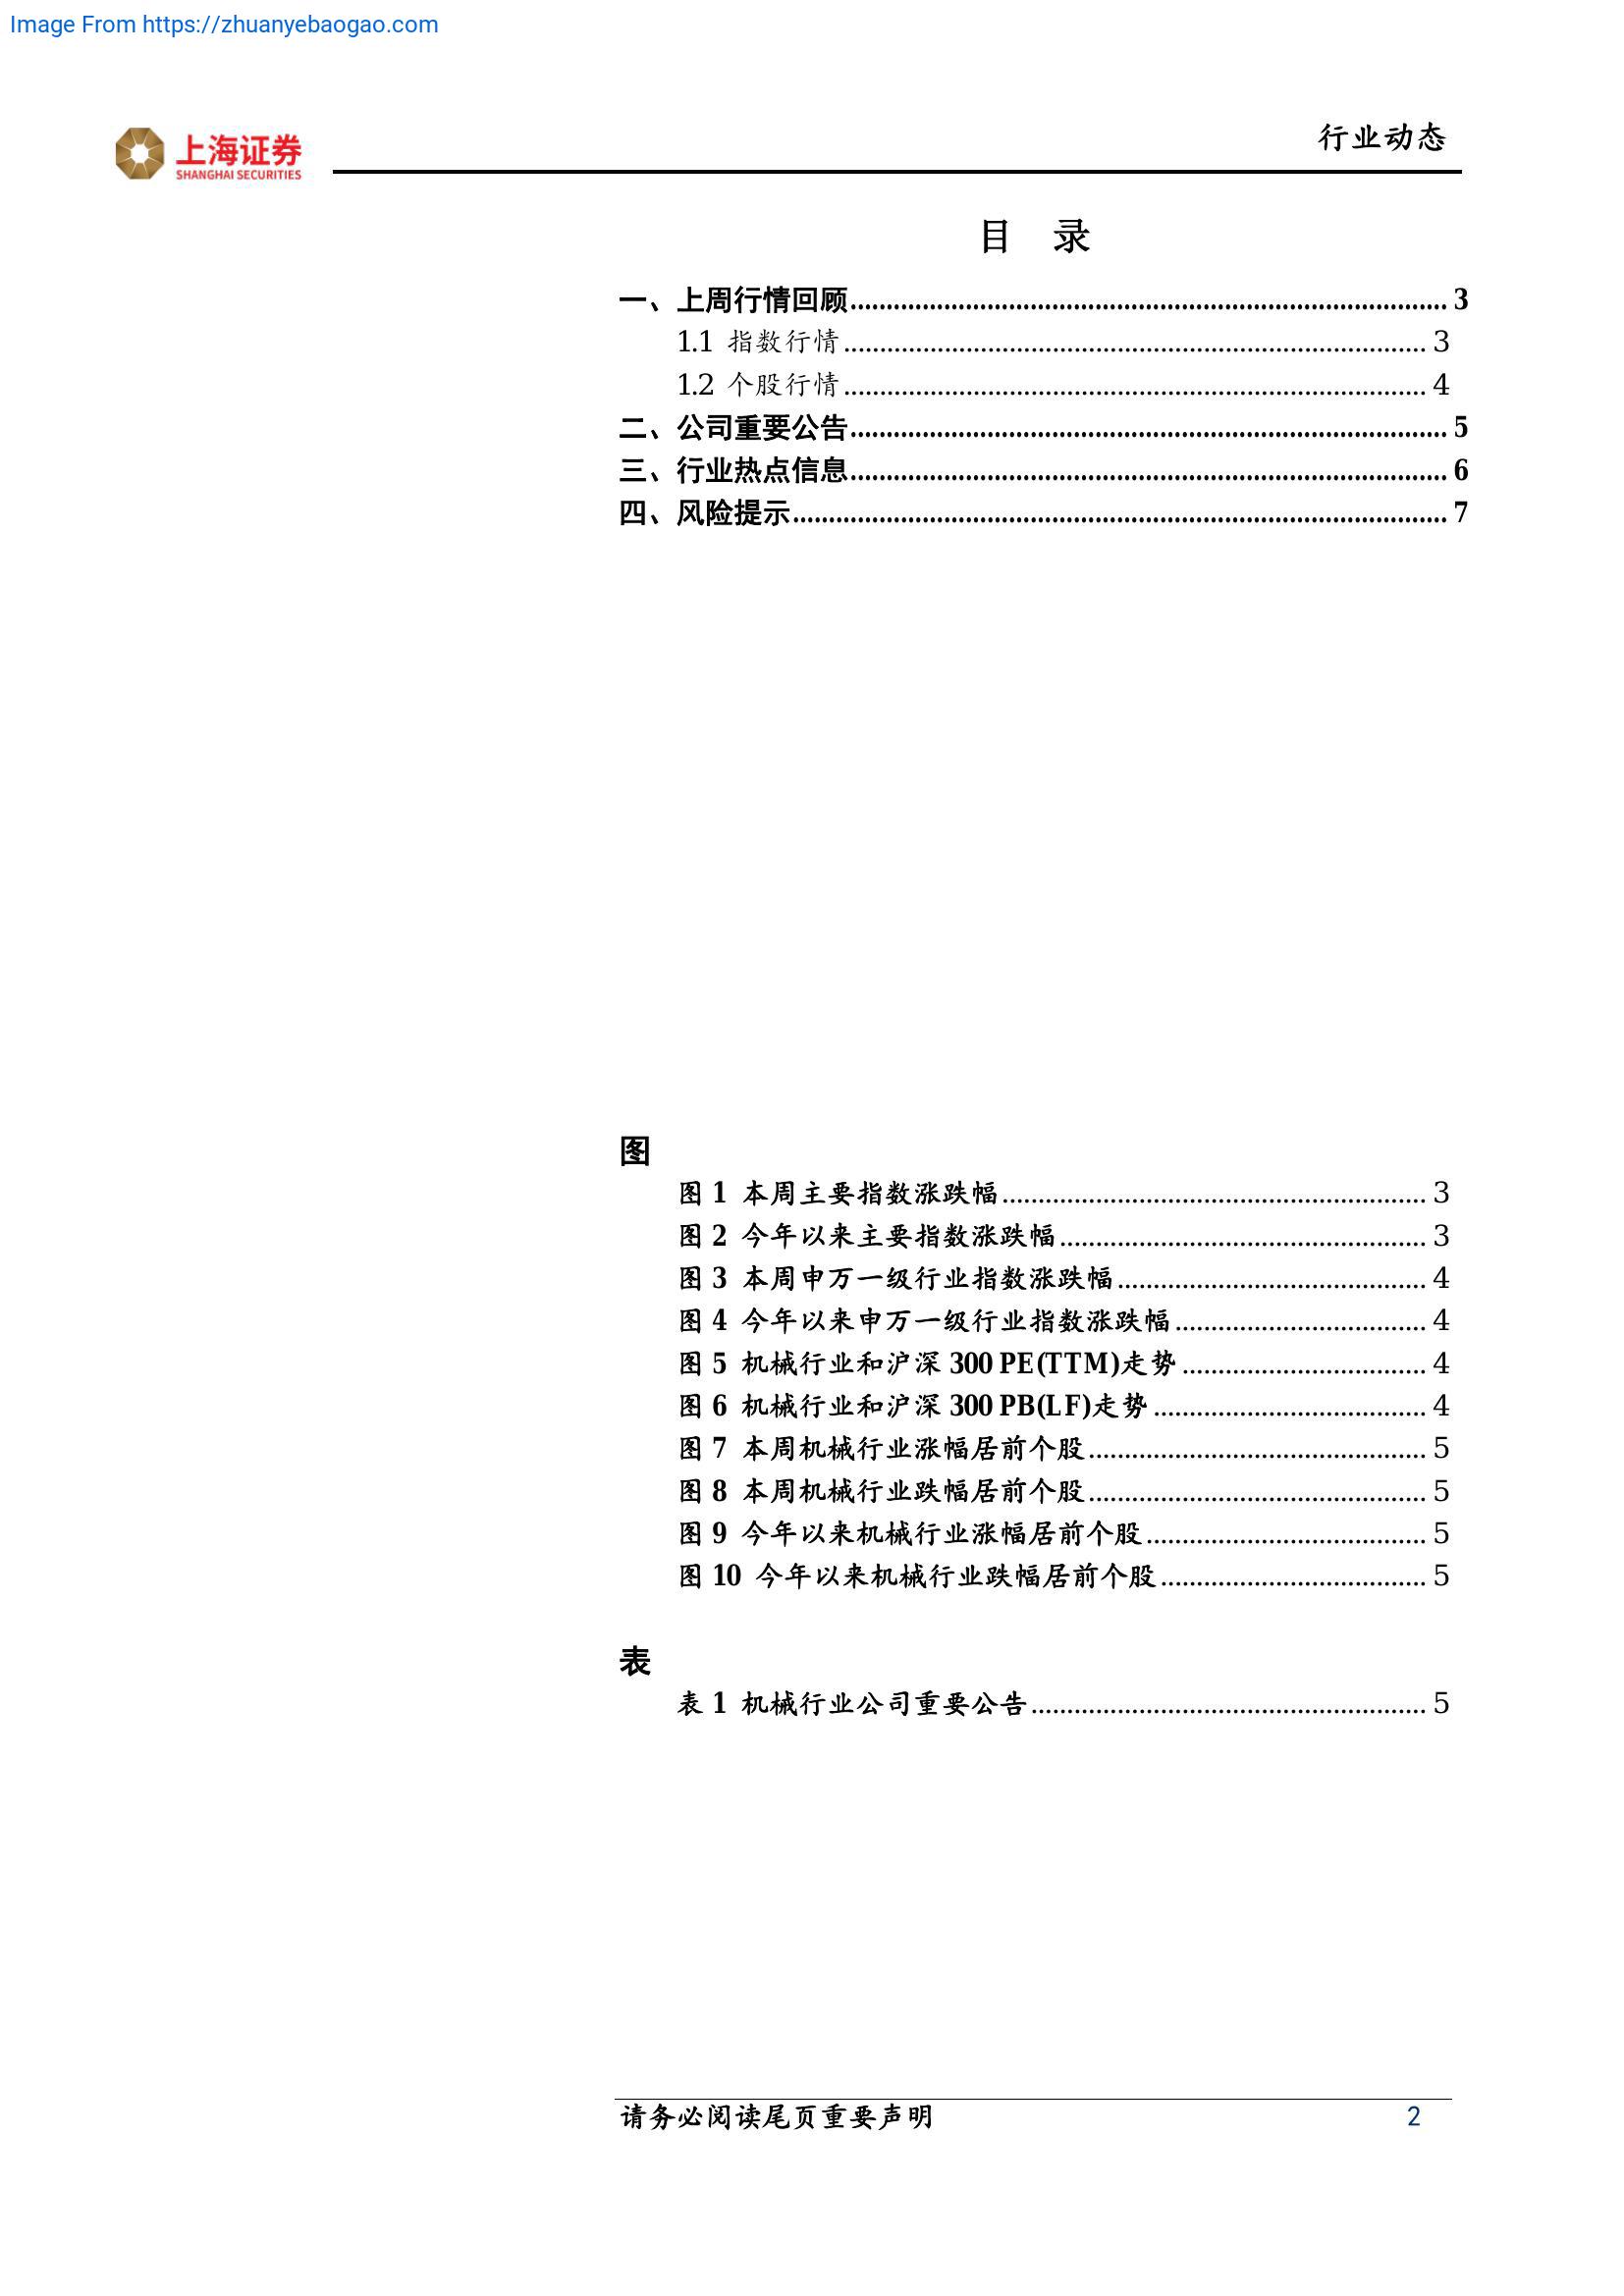 Image From https://zhuanyebaogao.com
上海证券
SHANGHAI SECURITIES
行业动态
目 录
一、上周行情回顾 3
1.1 指数行情 3
1.2 个股行情 4
二、公司重要公告 5
三、行业热点信息 6
四、风险提示 7
图
图 1 本周主要指数涨跌幅 3
图 2 今年以来主要指数涨跌幅 3
图 3 本周申万一级行业指数涨跌幅 4
图 4 今年以来申万一级行业指数涨跌幅 4
图 5 机械行业和沪深 300 PE(TTM)走势 4
图 6 机械行业和沪深 300 PB(LF)走势 4
图 7 本周机械行业涨幅居前个股 5
图 8 本周机械行业跌幅居前个股 5
图 9 今年以来机械行业涨幅居前个股 5
图 10 今年以来机械行业跌幅居前个股 5
表
表 1 机械行业公司重要公告 5
请务必阅读尾页重要声明 2